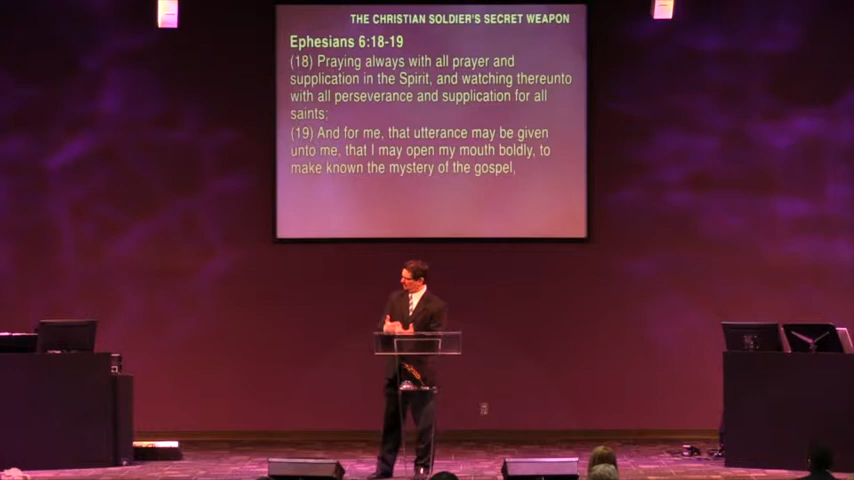 THE CHRISTIAN SOLDIER'S SECRET WEAPON
Ephesians 6:18-19
(18) Praying always with all prayer and
supplication in the Spirit, and watching thereunto
with all perseverance and supplication for all
saints;
(19) And for me, that utterance may be given
unto me, that I may open my mouth boldly, to
make known the mystery of the gospel,